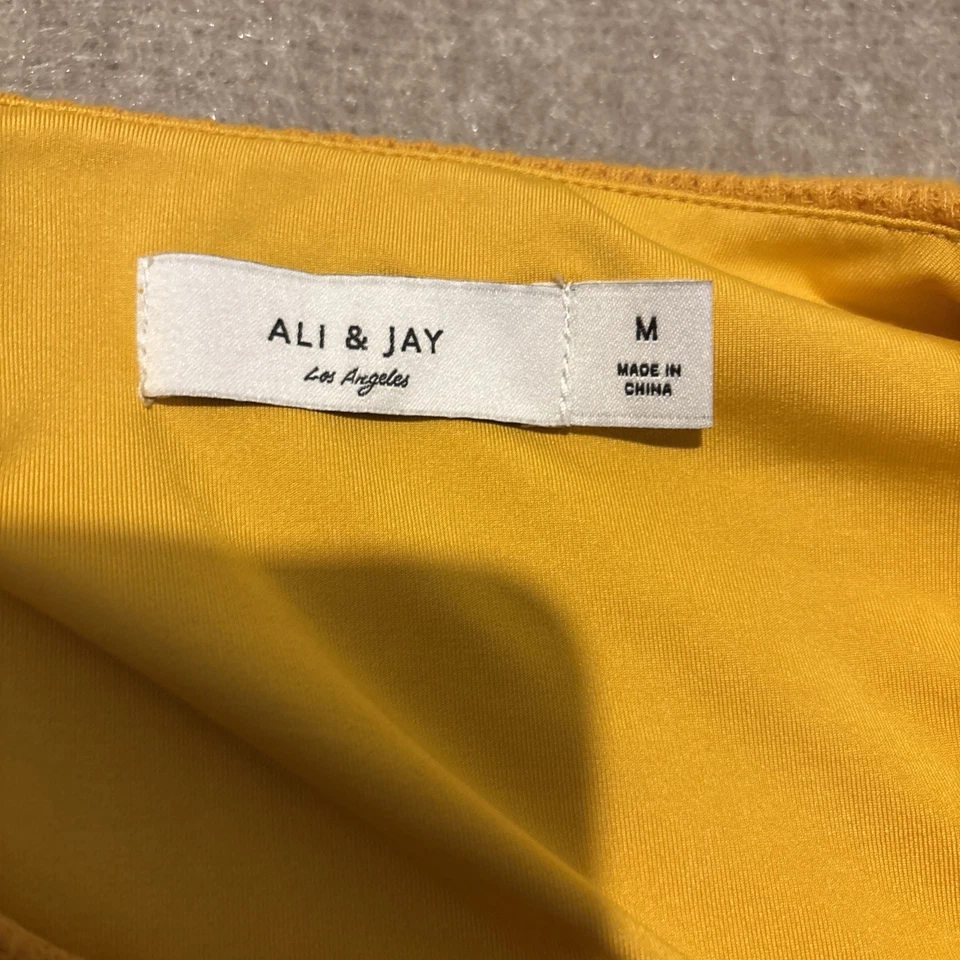 ALI & JAY
Los Angeles
M
MADE IN
CHINA